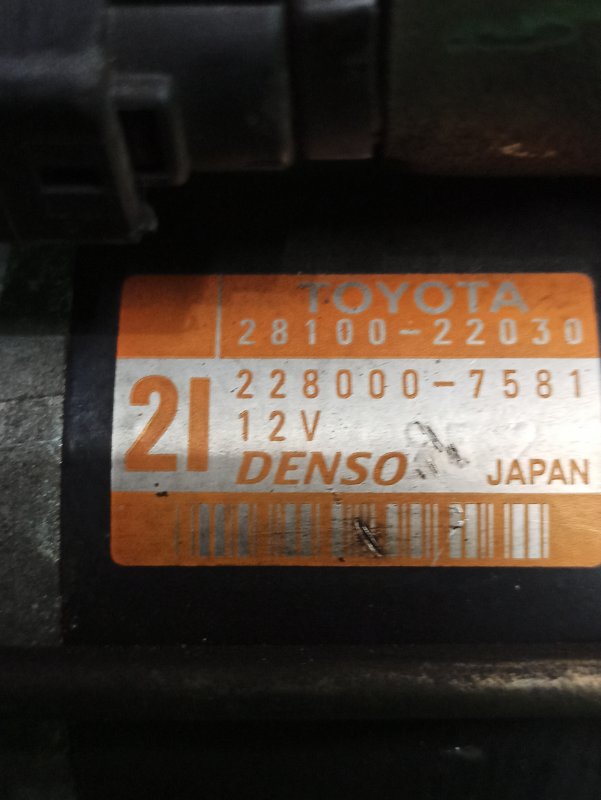 TOYOTA
28100-22030
21
228000-7581
12V
DENSO
JAPAN